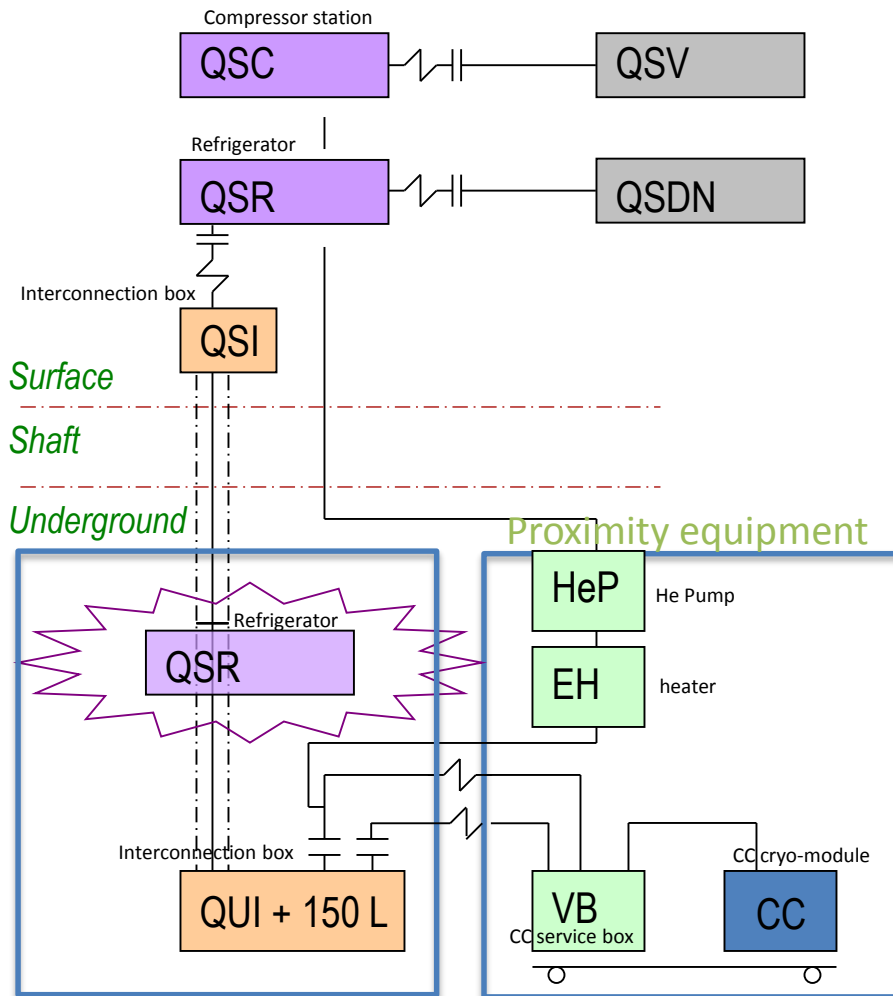 Compressor station
QSC
QSV
Refrigerator
QSR
QSDN
Interconnection box
QSI
Surface
Shaft
Underground
Proximity equipment
HeP
He Pump
Refrigerator
QSR
EH
heater
Interconnection box
CC cryo-module
QUI + 150 L
VB
CC
CC service box